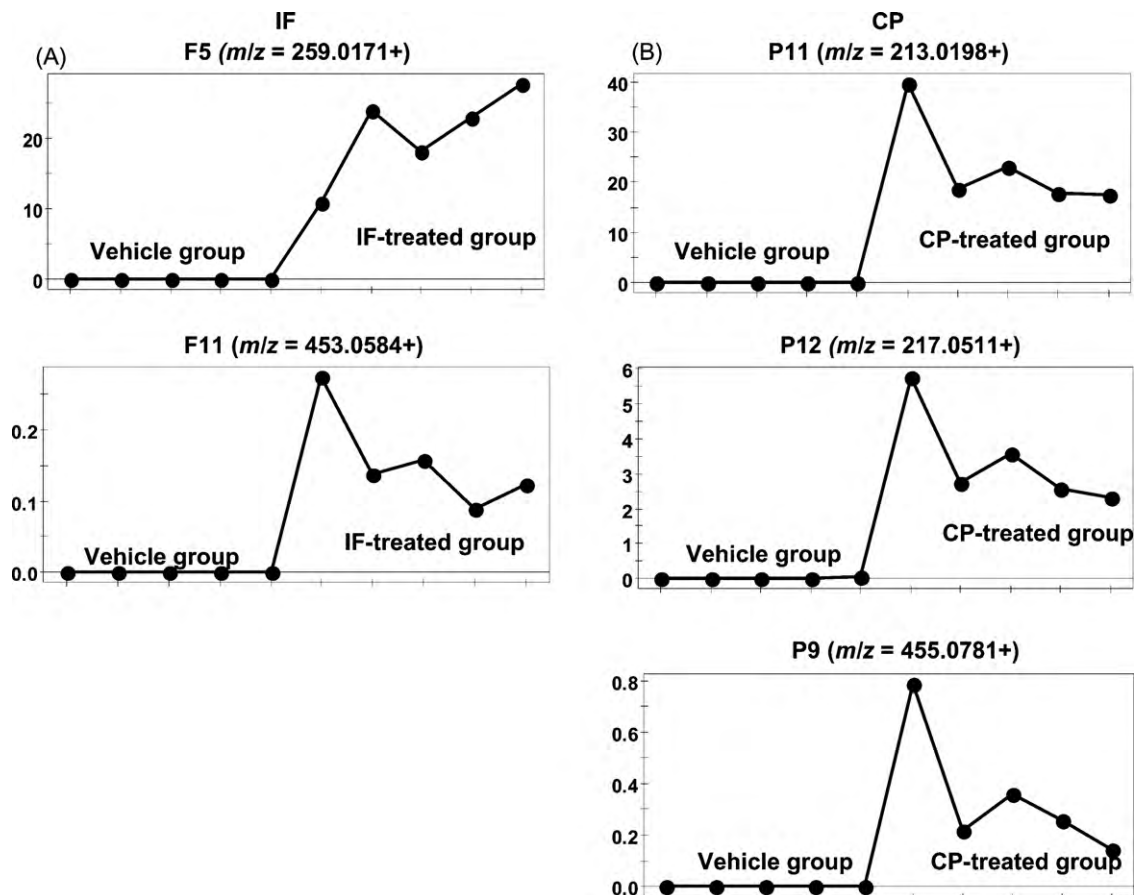 IF
(A)
F5 (m/z = 259.0171+)
20
10
0
Vehicle group
IF-treated group
F11 (m/z = 453.0584+)
0.2
0.1
0.0
Vehicle group
IF-treated group
CP
(B)
P11 (m/z = 213.0198+)
40
30
20
10
0
Vehicle group
CP-treated group
P12 (m/z = 217.0511+)
6
5
4
3
2
1
0
Vehicle group
CP-treated group
P9 (m/z = 455.0781+)
0.8
0.6
0.4
0.2
0.0
Vehicle group
CP-treated group